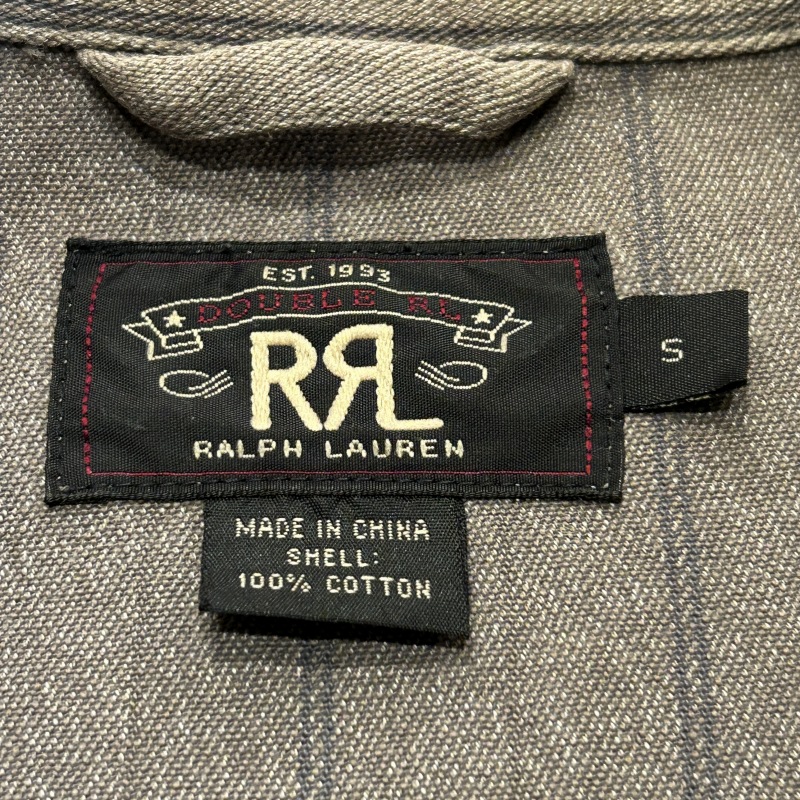 EST. 1993
DOUBLE RL
RRL
RALPH LAUREN
S
MADE IN CHINA
SHELL:
100% COTTON